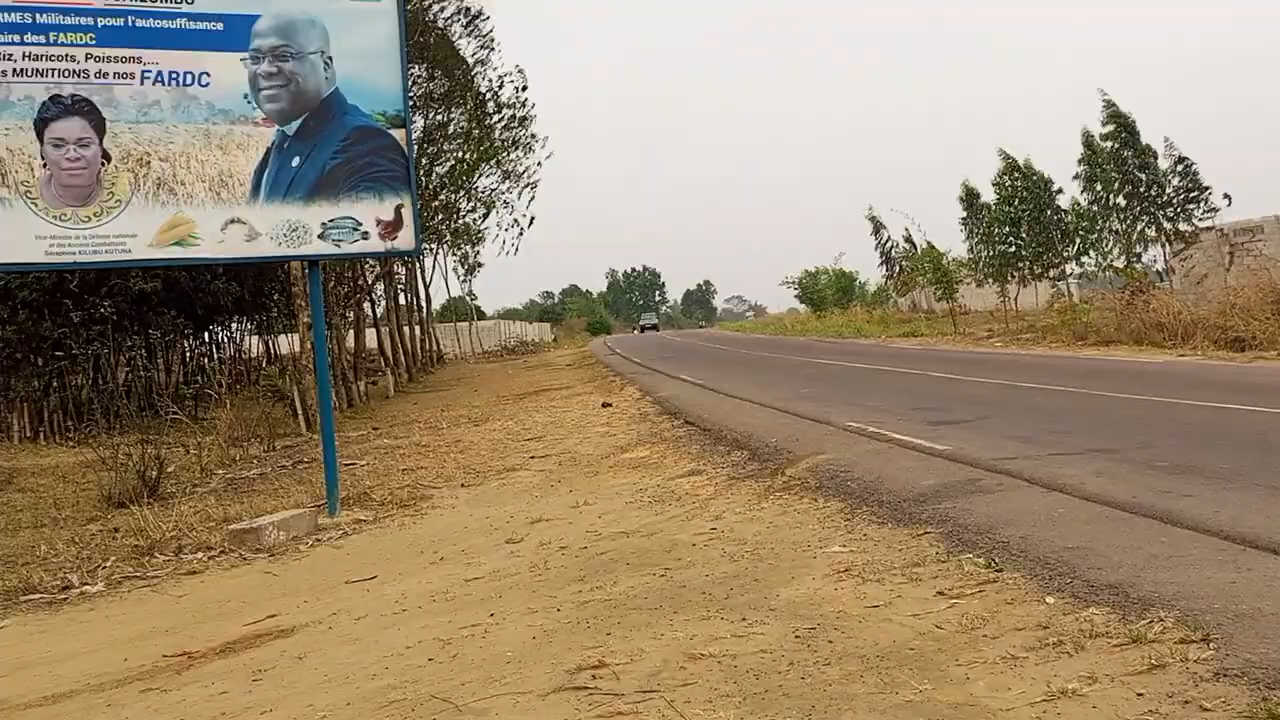 RMES Militaires pour l'autosuffisance
aire des FARDC
Riz, Haricots, Poissons,...
s MUNITIONS de nos FARDC
Vice-Ministre de la Défense nationale
et des Anciens Combattants
Séraphine KILUBU KUTUNA